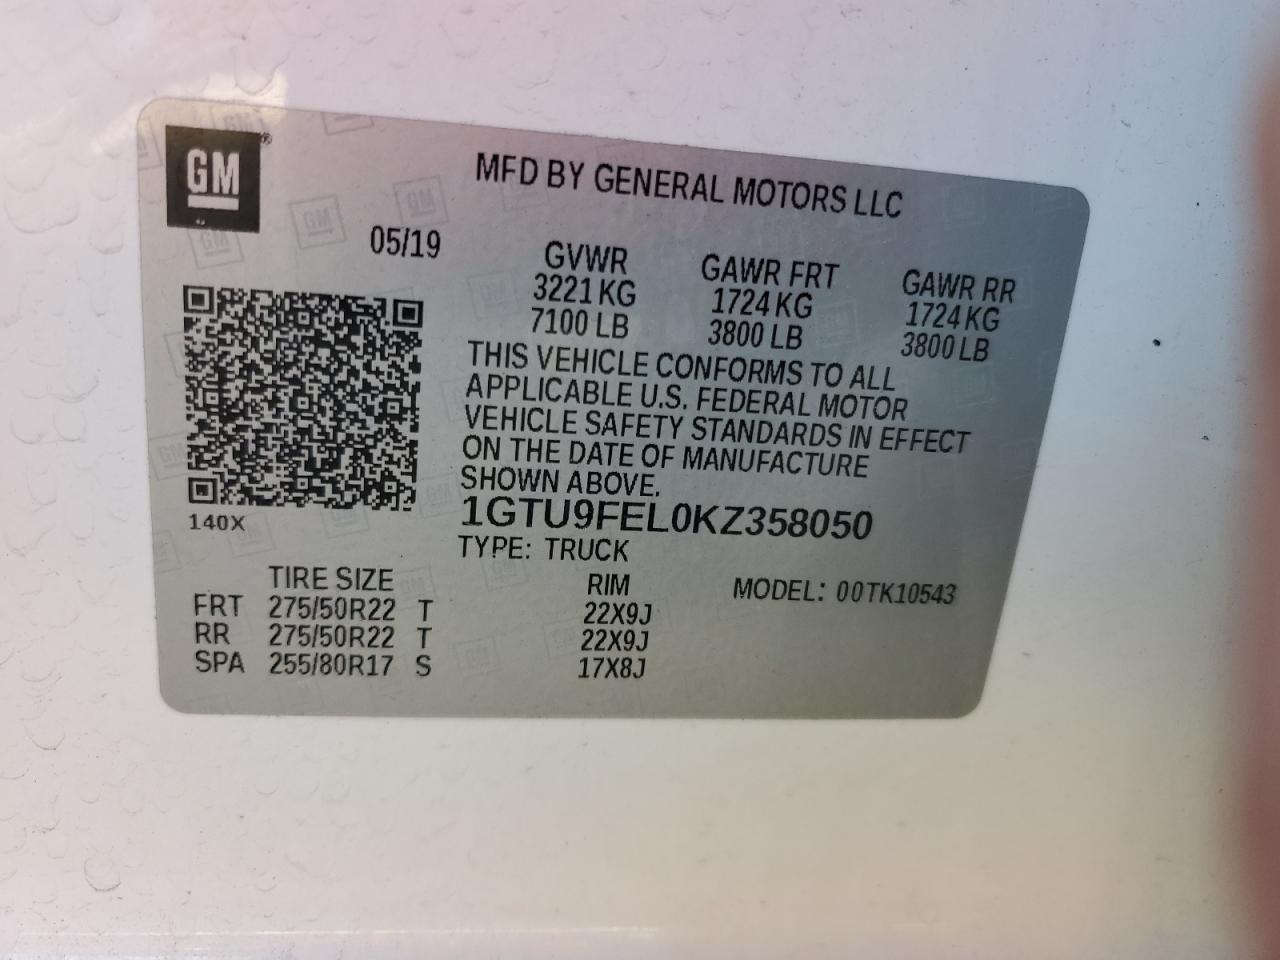 GM®
MFD BY GENERAL MOTORS LLC
05/19
GVWR GAWR FRT GAWR RR
3221 KG 1724 KG 1724 KG
7100 LB 3800 LB 3800 LB
THIS VEHICLE CONFORMS TO ALL
APPLICABLE U.S. FEDERAL MOTOR
VEHICLE SAFETY STANDARDS IN EFFECT
ON THE DATE OF MANUFACTURE
SHOWN ABOVE.
1GTU9FEL0KZ358050
140X
TYPE: TRUCK
TIRE SIZE RIM MODEL: 00TK10543
FRT 275/50R22 T 22X9J
RR 275/50R22 T 22X9J
SPA 255/80R17 S 17X8J